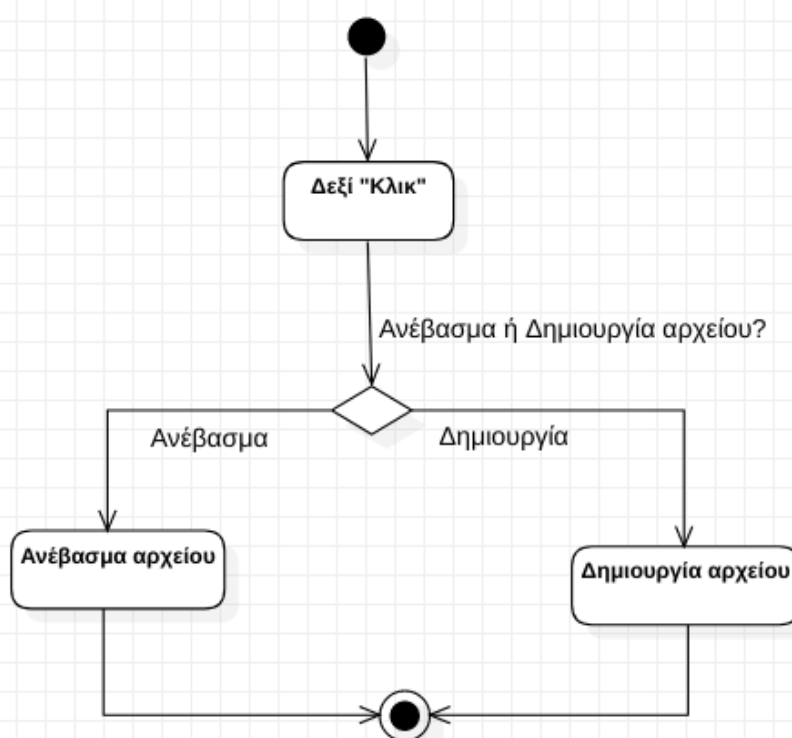 Δεξί "Κλικ"
Ανέβασμα ή Δημιουργία αρχείου?
Ανέβασμα
Δημιουργία
Ανέβασμα αρχείου
Δημιουργία αρχείου